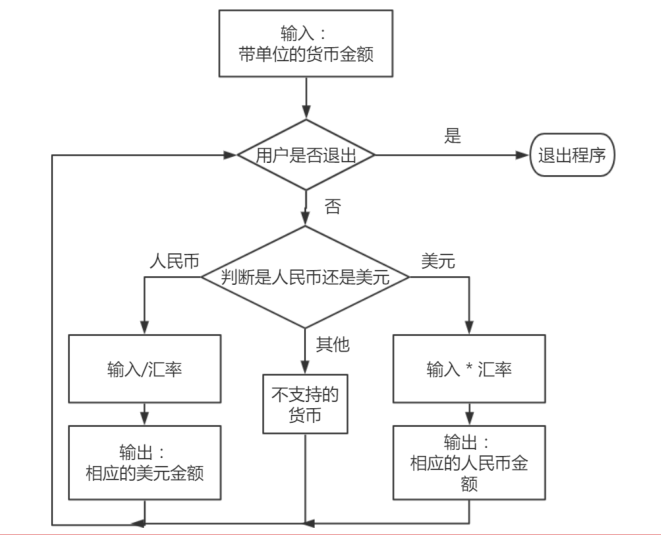 输入：
带单位的货币金额
用户是否退出
是
退出程序
否
人民币
判断是人民币还是美元
美元
输入/汇率
其他
输入 * 汇率
不支持的
货币
输出：
相应的美元金额
输出：
相应的人民币金
额